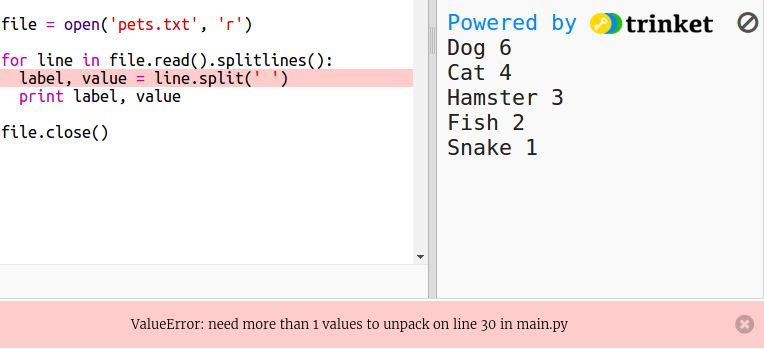 file = open('pets.txt', 'r')
for line in file.read().splitlines():
label, value = line.split(' ')
print label, value
file.close()
Powered by trinket
Dog 6
Cat 4
Hamster 3
Fish 2
Snake 1
ValueError: need more than 1 values to unpack on line 30 in main.py